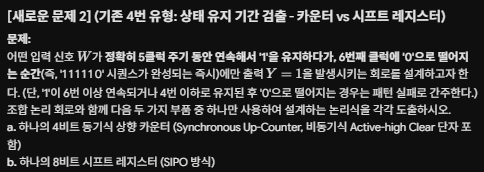 [새로운 문제 2] (기존 4번 유형: 상태 유지 기간 검출 - 카운터 vs 시프트 레지스터)
문제:
어떤 입력 신호 W가 정확히 5클럭 주기 동안 연속해서 '1'을 유지하다가, 6번째 클럭에 '0'으로 떨어지
는 순간(즉, '111110' 시퀀스가 완성되는 즉시)에만 출력 Y = 1을 발생시키는 회로를 설계하고자 한
다. (단, '1'이 6번 이상 연속되거나 4번 이하로 유지된 후 '0'으로 떨어지는 경우는 패턴 실패로 간주한다.)
조합 논리 회로와 함께 다음 두 가지 부품 중 하나만 사용하여 설계하는 논리식을 각각 도출하시오.
a. 하나의 4비트 동기식 상향 카운터 (Synchronous Up-Counter, 비동기식 Active-high Clear 단자 포
함)
b. 하나의 8비트 시프트 레지스터 (SIPO 방식)